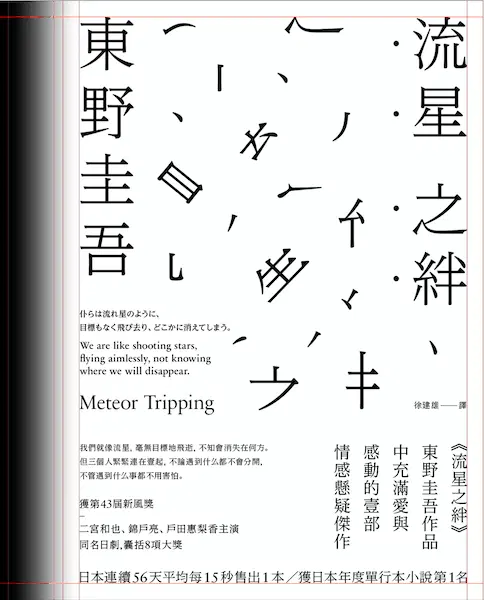 流星之絆
東野圭吾
仆らは流れ星のように、
目標もなく飛び去り、どこかに消えてしまう。
We are like shooting stars,
flying aimlessly, not knowing
where we will disappear.
Meteor Tripping
徐建雄——譯
《流星之絆》
東野圭吾作品
中充滿愛與
感動的壹部
情感懸疑傑作
我們就像流星，毫無目標地飛逝，不知會消失在何方。
但三個人緊緊連在壹起，不論遇到什么都不會分開，
不管遇到什么事都不用害怕。
獲第43屆新風獎
–
二宮和也、錦戶亮、戶田惠梨香主演
同名日劇，囊括8項大獎
日本連續56天平均每15秒售出1本／獲日本年度單行本小說第1名